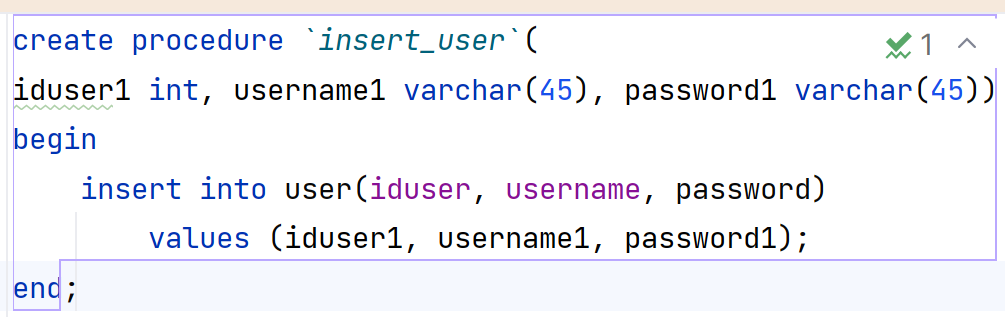 create procedure `insert_user`(
1
iduser1 int, username1 varchar(45), password1 varchar(45))
begin
insert into user(iduser, username, password)
values (iduser1, username1, password1);
end;